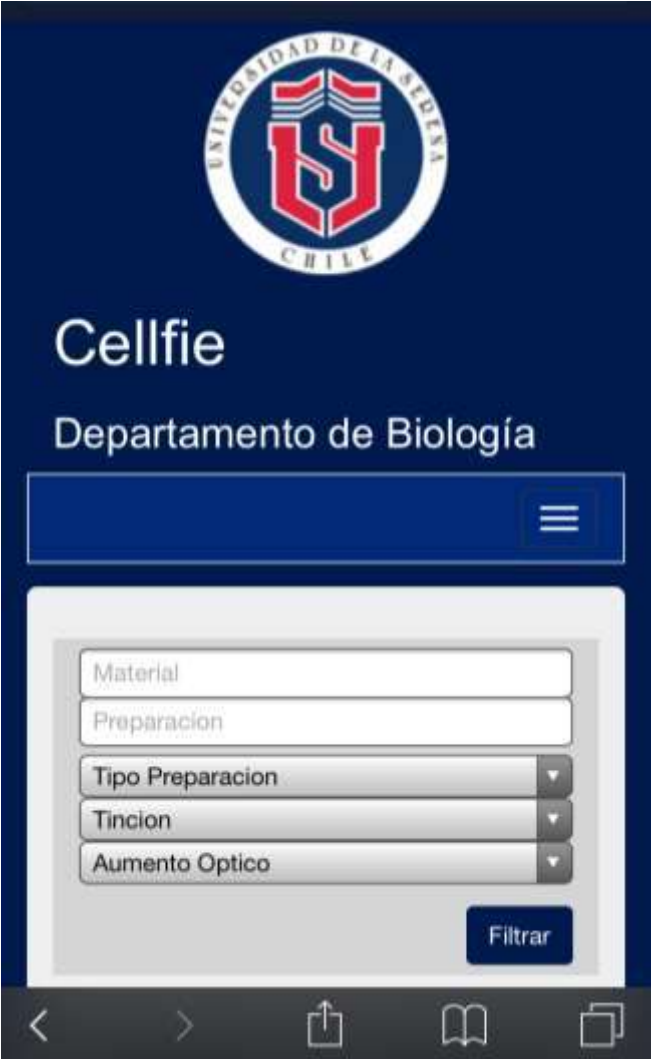 UNIVERSIDAD DE LA SERENA
CHILE
Cellfie
Departamento de Biología
Material
Preparacion
Tipo Preparacion
Tincion
Aumento Optico
Filtrar